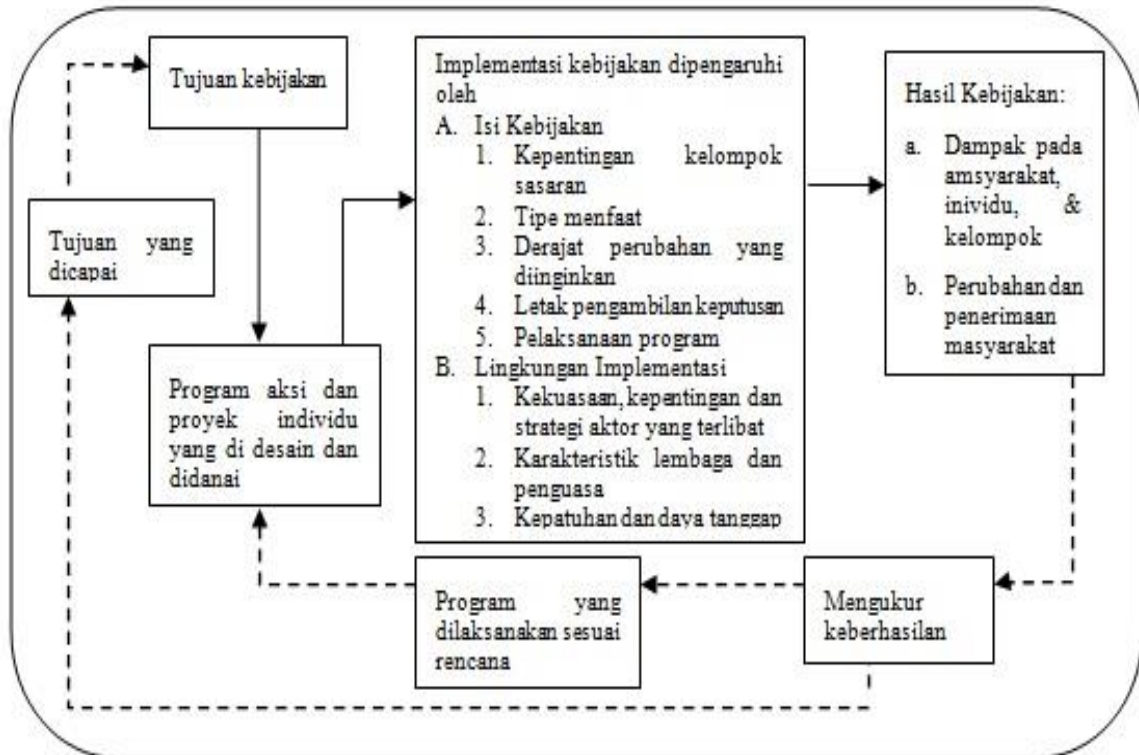 Tujuan kebijakan
Tujuan yang
dicapai
Program aksi dan
proyek individu
yang di desain dan
didanai
Implementasi kebijakan dipengaruhi
oleh
A. Isi Kebijakan
1. Kepentingan kelompok
sasaran
2. Tipe menfaat
3. Derajat perubahan yang
diinginkan
4. Letak pengambilan keputusan
5. Pelaksanaan program
B. Lingkungan Implementasi
1. Kekuasaan, kepentingan dan
strategi aktor yang terlibat
2. Karakteristik lembaga dan
penguasa
3. Kepatuhan dan daya tanggap
Hasil Kebijakan:
a. Dampak pada
amsyarakat,
inividu, &
kelompok
b. Perubahan dan
penerimaan
masyarakat
Program yang
dilaksanakan sesuai
rencana
Mengukur
keberhasilan